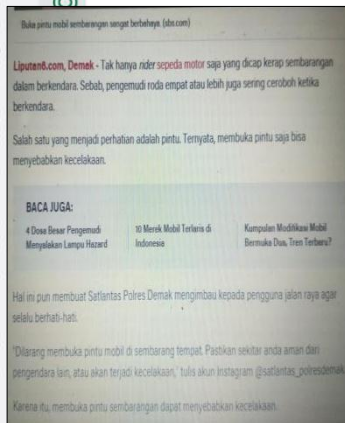 Buka pintu mobil sembarangan sangat berbahaya. (sbs.com)
Liputan6.com, Demak - Tak hanya rider sepeda motor saja yang dicap kerap sembarangan
dalam berkendara. Sebab, pengemudi roda empat atau lebih juga sering ceroboh ketika
berkendara.
Salah satu yang menjadi perhatian adalah pintu. Ternyata, membuka pintu saja bisa
menyebabkan kecelakaan.
BACA JUGA:
4 Dosa Besar Pengemudi
Menyalakan Lampu Hazard
10 Merek Mobil Terlaris di
Indonesia
Kumpulan Modifikasi Mobil
Bermuka Dua, Tren Terbaru?
Hal ini pun membuat Satlantas Polres Demak mengimbau kepada pengguna jalan raya agar
selalu berhati-hati.
"Dilarang membuka pintu mobil di sembarang tempat. Pastikan sekitar anda aman dari
pengendara lain, atau akan terjadi kecelakaan," tulis akun Instagram @satlantas_polresdemak
Karena itu, membuka pintu sembarangan dapat menyebabkan kecelakaan.